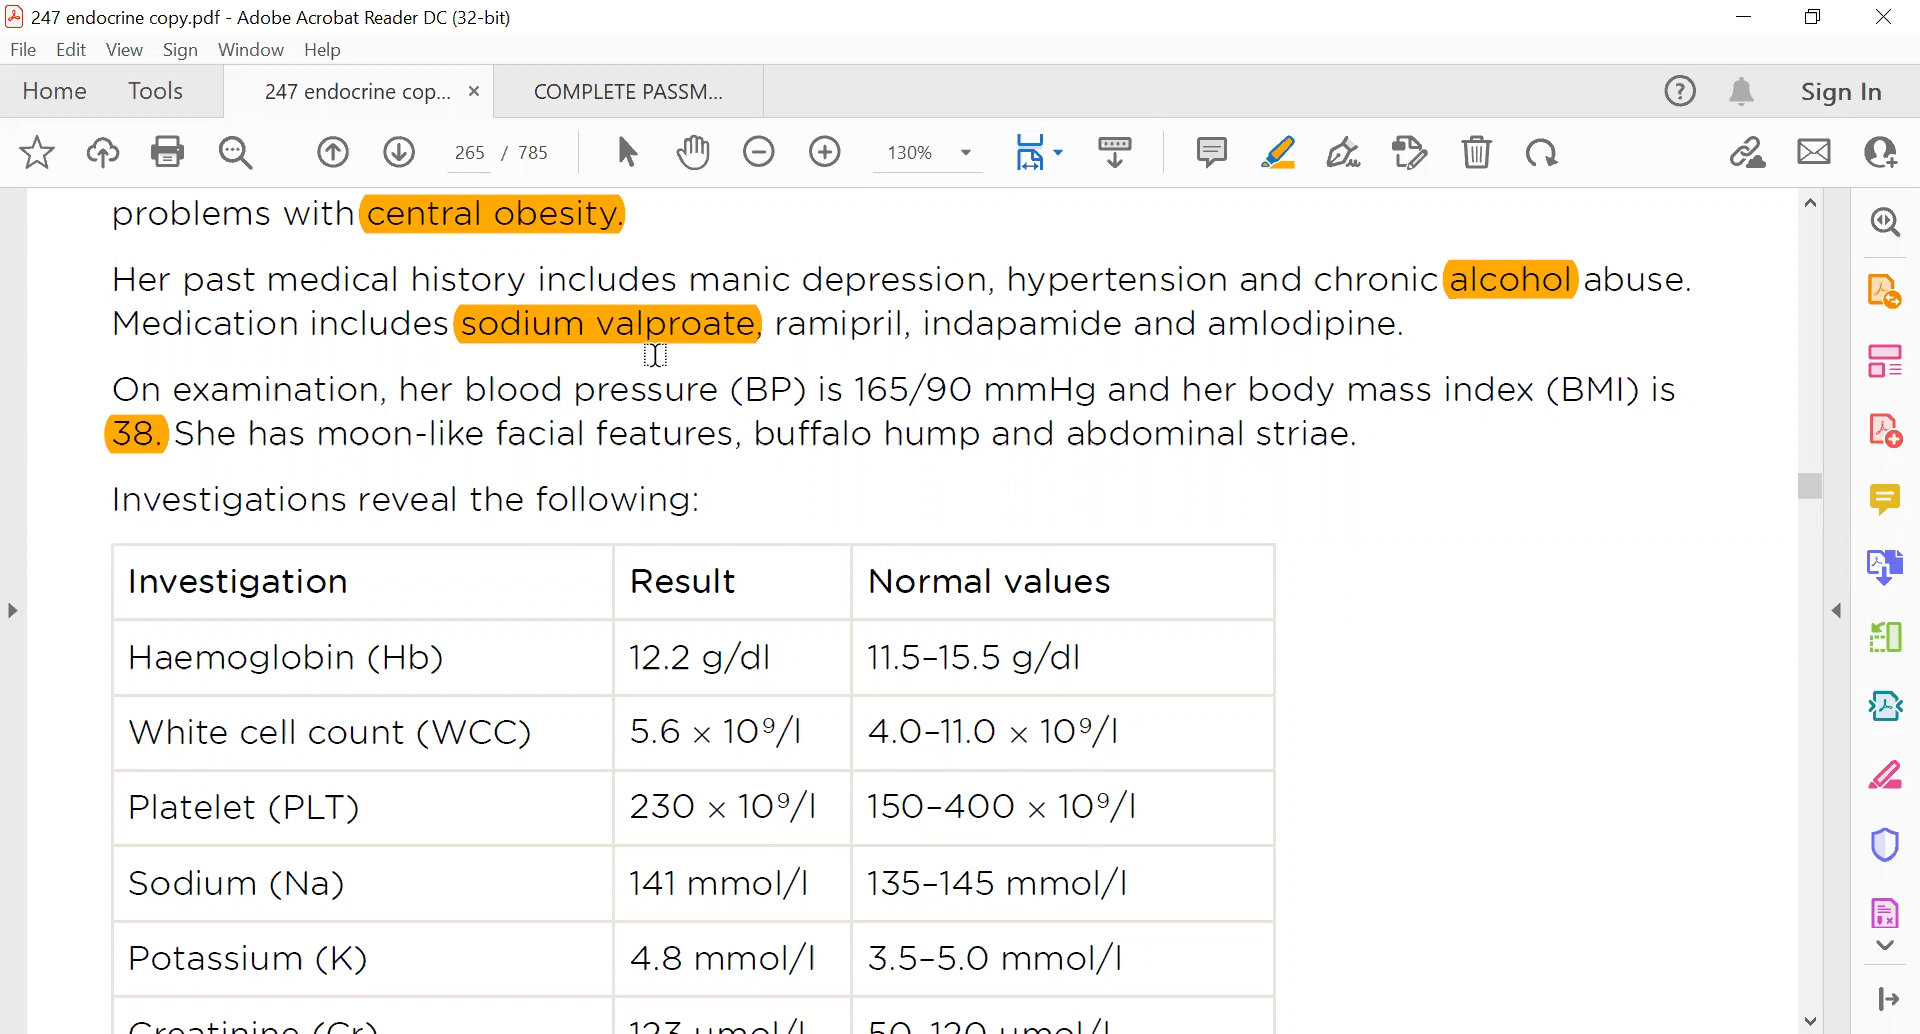 247 endocrine copy.pdf - Adobe Acrobat Reader DC (32-bit)
File Edit View Sign Window Help
Home Tools 247 endocrine cop... × COMPLETE PASSM... Sign In
265 / 785 130%
problems with central obesity.
Her past medical history includes manic depression, hypertension and chronic alcohol abuse.
Medication includes sodium valproate, ramipril, indapamide and amlodipine.
On examination, her blood pressure (BP) is 165/90 mmHg and her body mass index (BMI) is
38. She has moon-like facial features, buffalo hump and abdominal striae.
Investigations reveal the following:
Investigation Result Normal values
Haemoglobin (Hb) 12.2 g/dl 11.5–15.5 g/dl
White cell count (WCC) 5.6 × 10⁹/l 4.0–11.0 × 10⁹/l
Platelet (PLT) 230 × 10⁹/l 150–400 × 10⁹/l
Sodium (Na) 141 mmol/l 135–145 mmol/l
Potassium (K) 4.8 mmol/l 3.5–5.0 mmol/l
Creatinine (Cr) 123 µmol/l 50–120 µmol/l